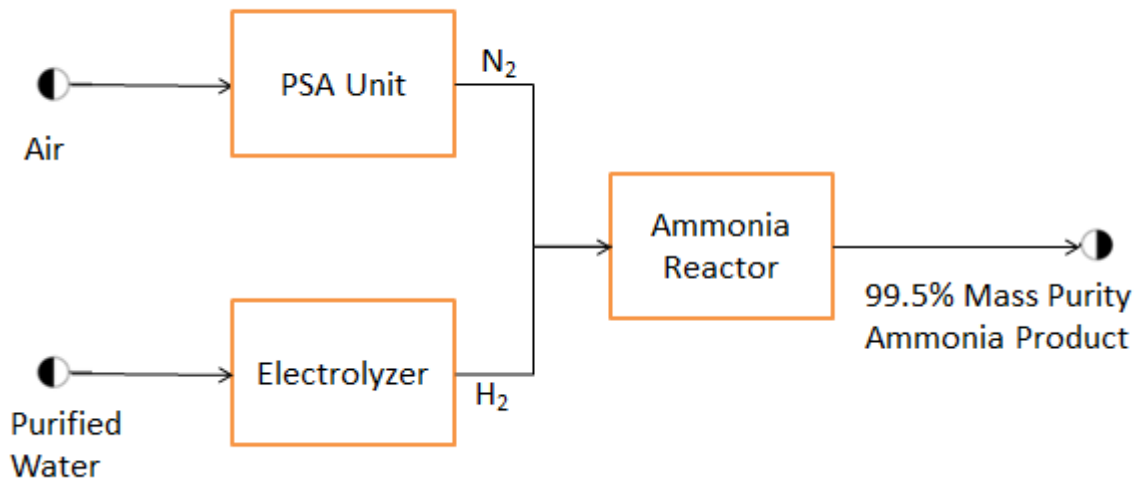 PSA Unit
N₂
Air
Ammonia
Reactor
99.5% Mass Purity
Ammonia Product
Electrolyzer
H₂
Purified
Water